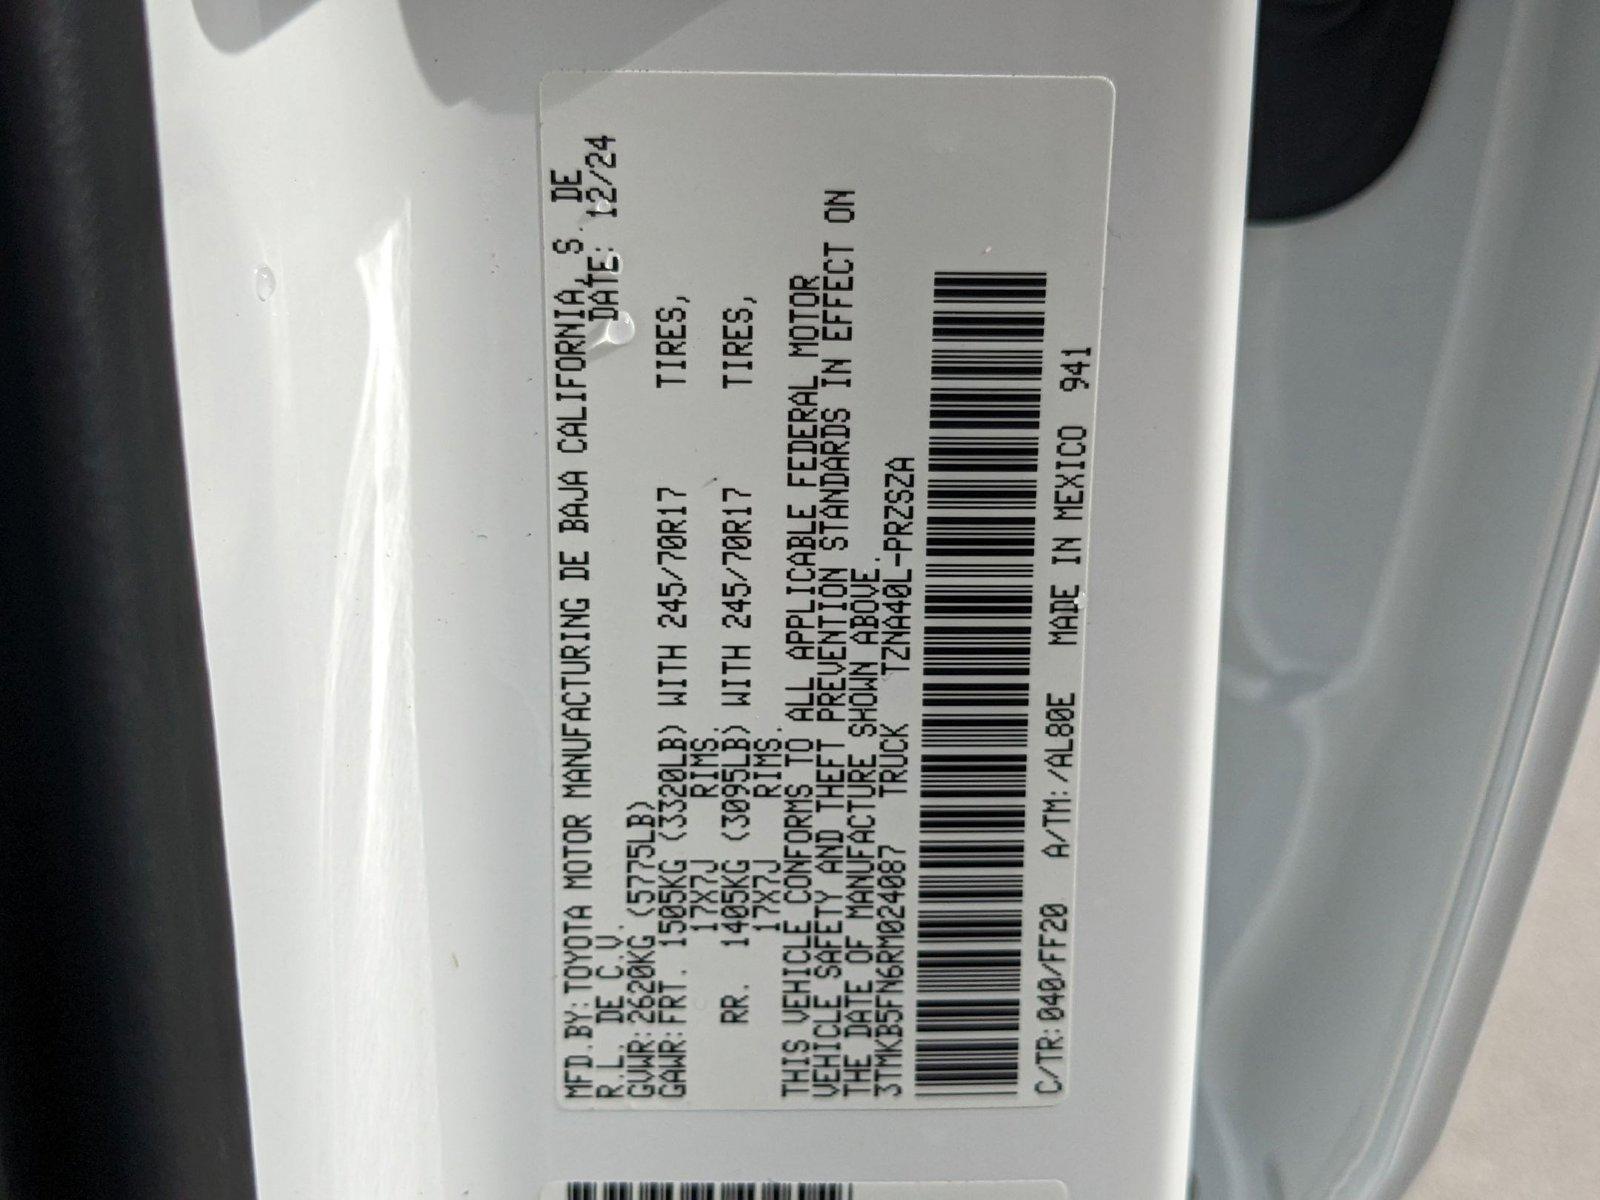 MFD.BY:TOYOTA MOTOR MANUFACTURING DE BAJA CALIFORNIA, S. DE
R.L. DE C.V. DATE: 12/24
GVWR:2620KG (5775LB)
GAWR:FRT. 1505KG (3320LB) WITH 245/70R17 TIRES,
17X7J RIMS.
RR. 1405KG (3095LB) WITH 245/70R17 TIRES,
17X7J RIMS.
THIS VEHICLE CONFORMS TO ALL APPLICABLE FEDERAL MOTOR
VEHICLE SAFETY AND THEFT PREVENTION STANDARDS IN EFFECT ON
THE DATE OF MANUFACTURE SHOWN ABOVE.
3TMKB5FN6RM024087 TRUCK TZNA40L-PRZSZA
C/TR:040/FF20 A/TM:/AL80E MADE IN MEXICO 941